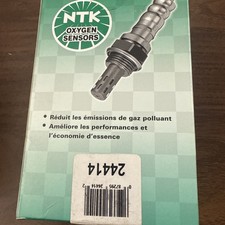 NTK
OXYGEN
SENSORS
• Réduit les émissions de gaz polluant
• Améliore les performances et
l'économie d'essence
24414